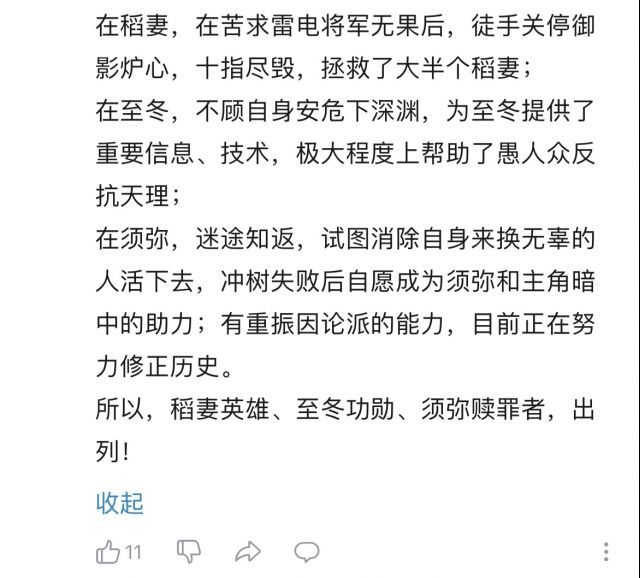 在稻妻，在苦求雷电将军无果后，徒手关停御
影炉心，十指尽毁，拯救了大半个稻妻；
在至冬，不顾自身安危下深渊，为至冬提供了
重要信息、技术，极大程度上帮助了愚人众反
抗天理；
在须弥，迷途知返，试图消除自身来换无辜的
人活下去，冲树失败后自愿成为须弥和主角暗
中的助力；有重振因论派的能力，目前正在努
力修正历史。
所以，稻妻英雄、至冬功勋、须弥赎罪者，出
列！
收起
11